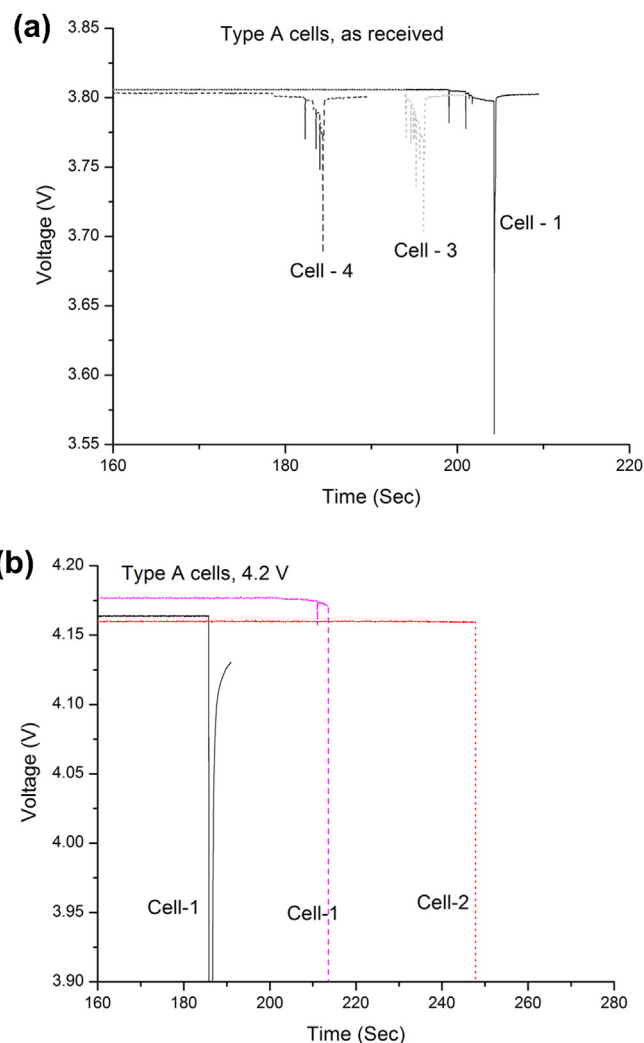 (a)
Type A cells, as received
3.85
3.80
3.75
3.70
3.65
3.60
3.55
Voltage (V)
Cell - 4
Cell - 3
Cell - 1
160
180
200
220
Time (Sec)
(b)
Type A cells, 4.2 V
4.20
4.15
4.10
4.05
4.00
3.95
3.90
Voltage (V)
Cell-1
Cell-1
Cell-2
160
180
200
220
240
260
280
Time (Sec)